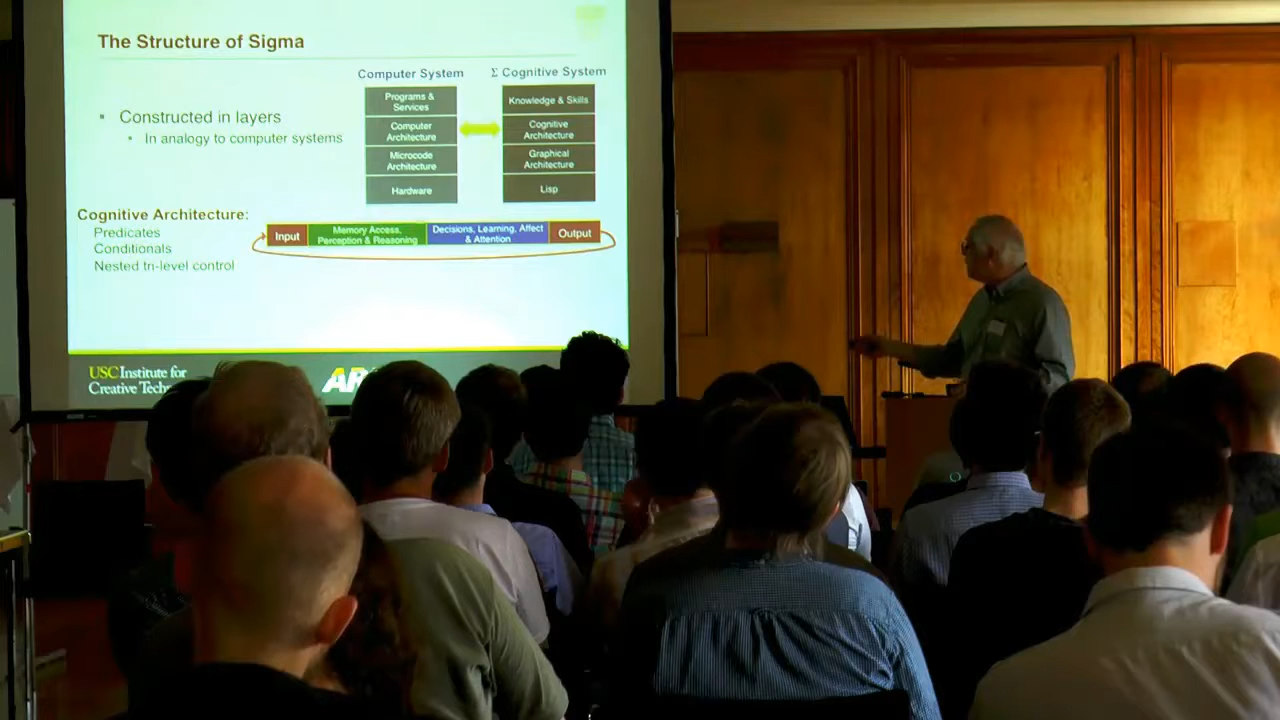 The Structure of Sigma
Computer System
Σ Cognitive System
Programs &
Services
Knowledge & Skills
▪ Constructed in layers
▪ In analogy to computer systems
Computer
Architecture
Cognitive
Architecture
Microcode
Architecture
Graphical
Architecture
Hardware
Lisp
Cognitive Architecture:
Predicates
Conditionals
Nested tri-level control
Input
Memory Access,
Perception & Reasoning
Decisions, Learning, Affect
& Attention
Output
USC Institute for
Creative